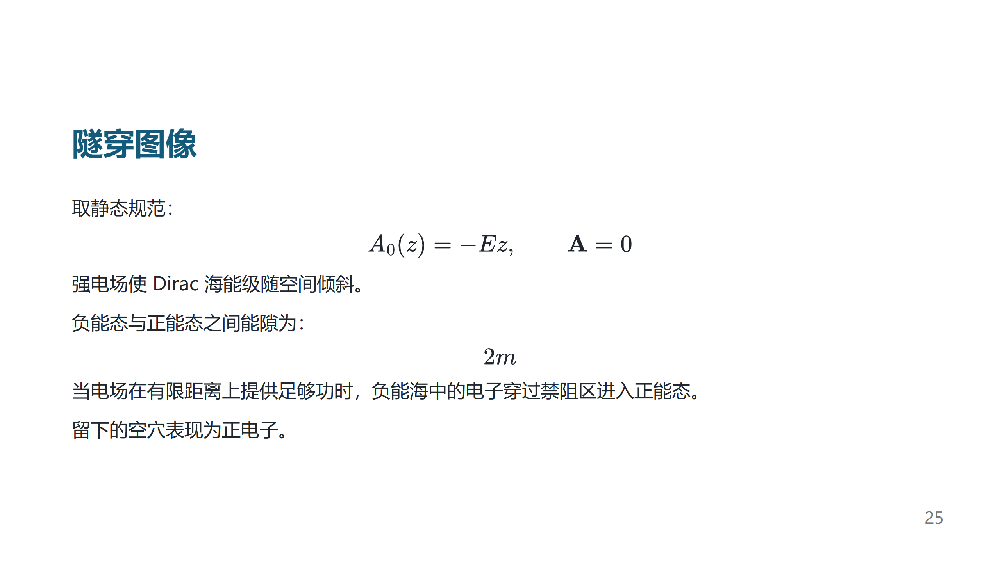 隧穿图像
取静态规范：
A₀(z) = −Ez, 𝐀 = 0
强电场使 Dirac 海能级随空间倾斜。
负能态与正能态之间能隙为：
2m
当电场在有限距离上提供足够功时，负能海中的电子穿过禁阻区进入正能态。
留下的空穴表现为正电子。
25